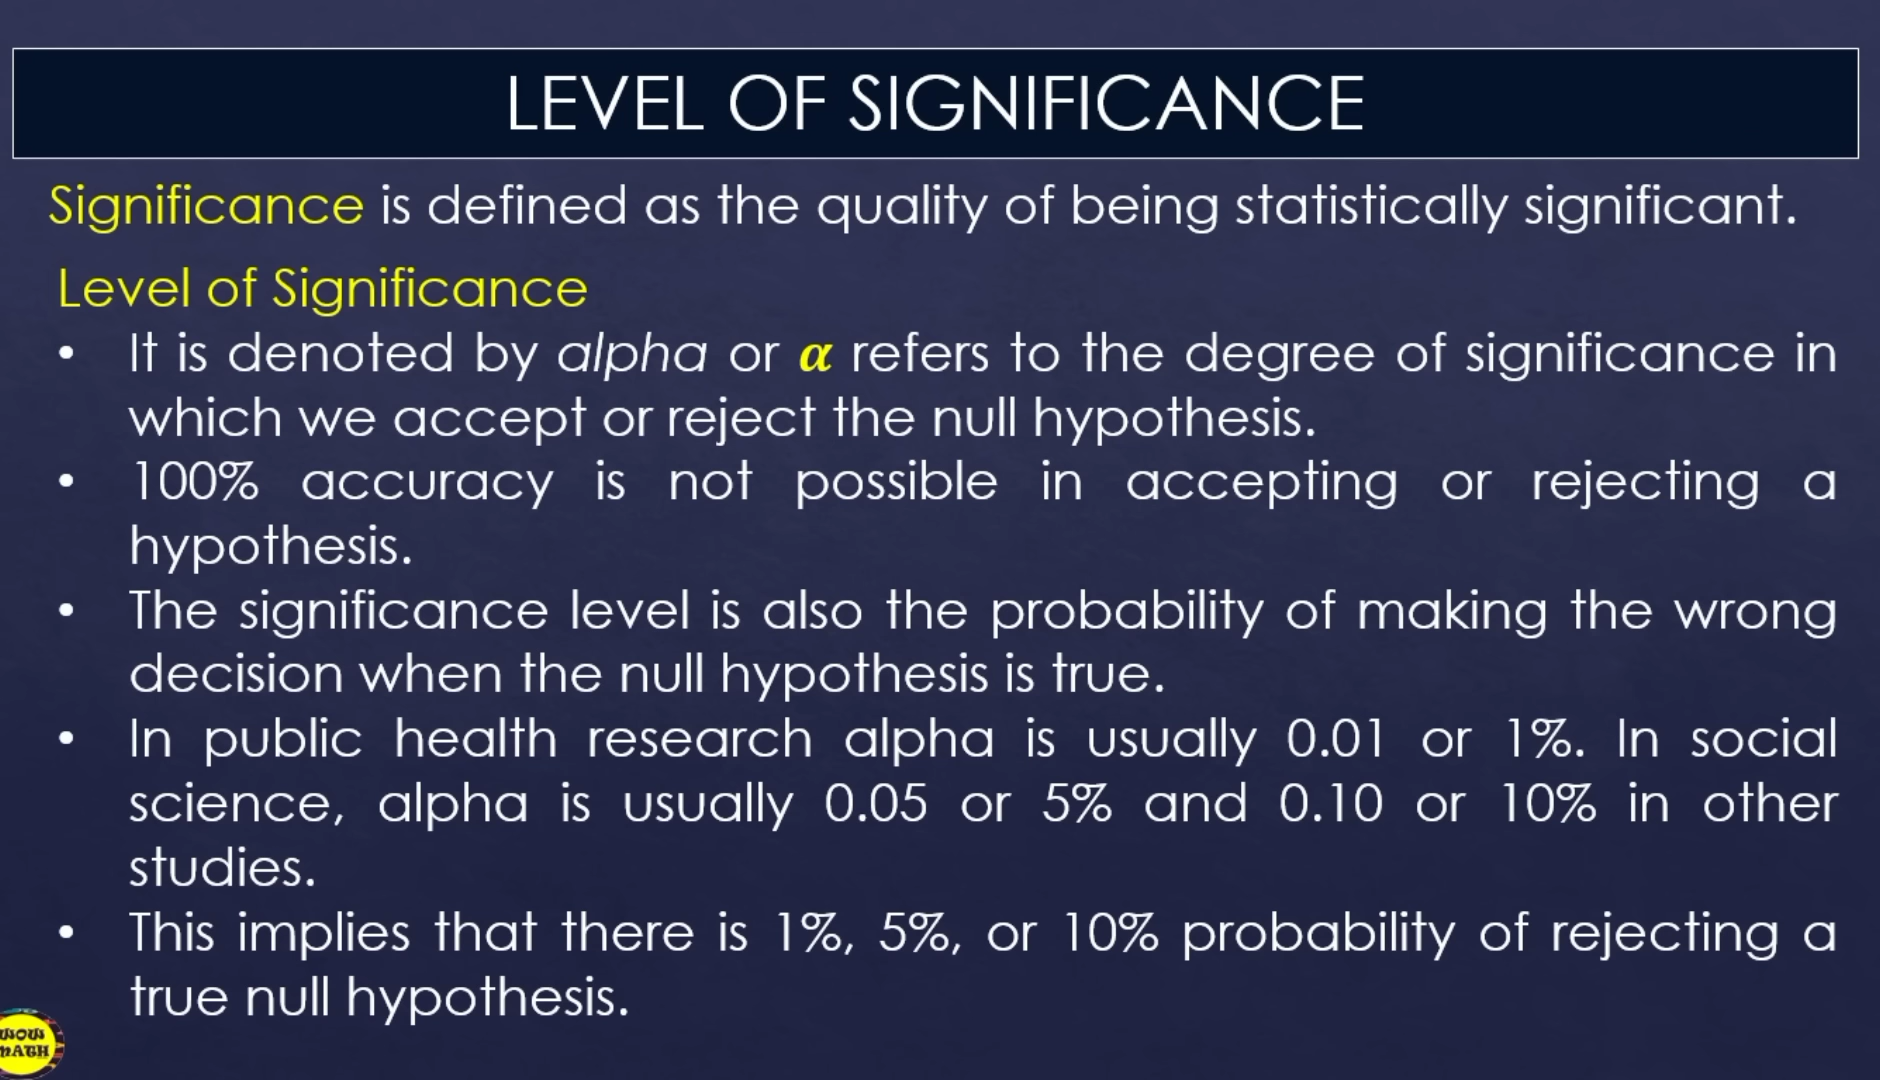 LEVEL OF SIGNIFICANCE
Significance is defined as the quality of being statistically significant.
Level of Significance
• It is denoted by alpha or α refers to the degree of significance in
which we accept or reject the null hypothesis.
• 100% accuracy is not possible in accepting or rejecting a
hypothesis.
• The significance level is also the probability of making the wrong
decision when the null hypothesis is true.
• In public health research alpha is usually 0.01 or 1%. In social
science, alpha is usually 0.05 or 5% and 0.10 or 10% in other
studies.
• This implies that there is 1%, 5%, or 10% probability of rejecting a
true null hypothesis.
WOW
MATH